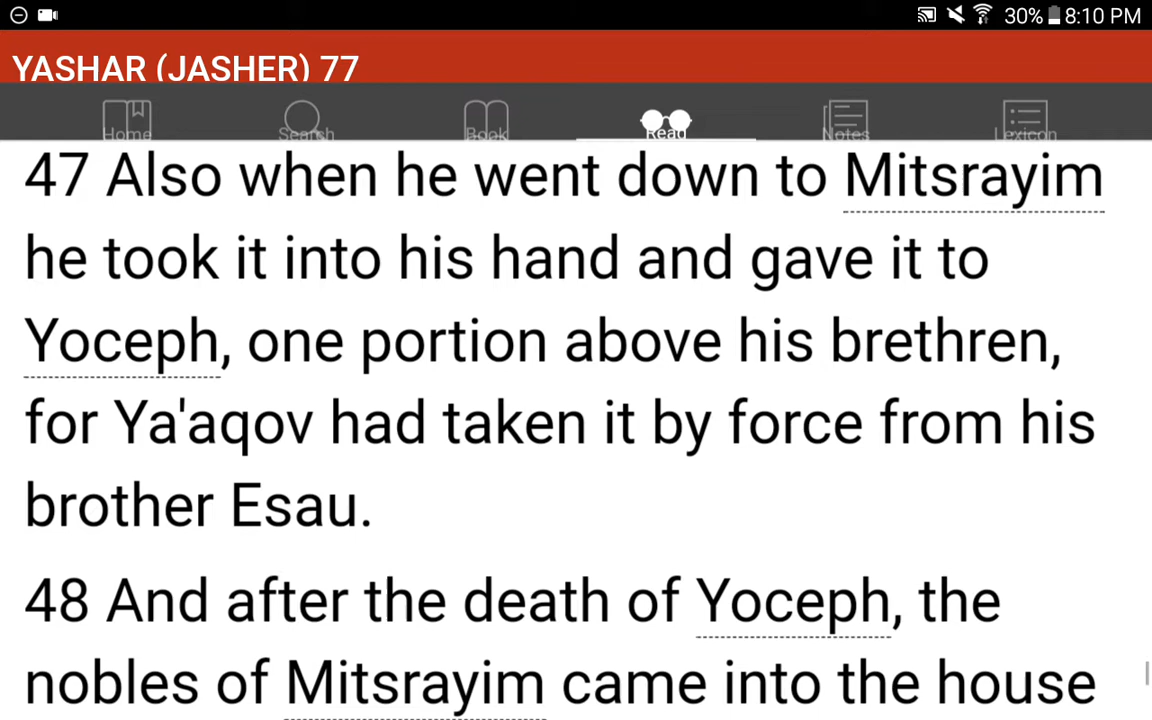 30% 8:10 PM
YASHAR (JASHER) 77
Home Search Book Read Notes Lexicon
47 Also when he went down to Mitsrayim
he took it into his hand and gave it to
Yoceph, one portion above his brethren,
for Ya'aqov had taken it by force from his
brother Esau.
48 And after the death of Yoceph, the
nobles of Mitsrayim came into the house